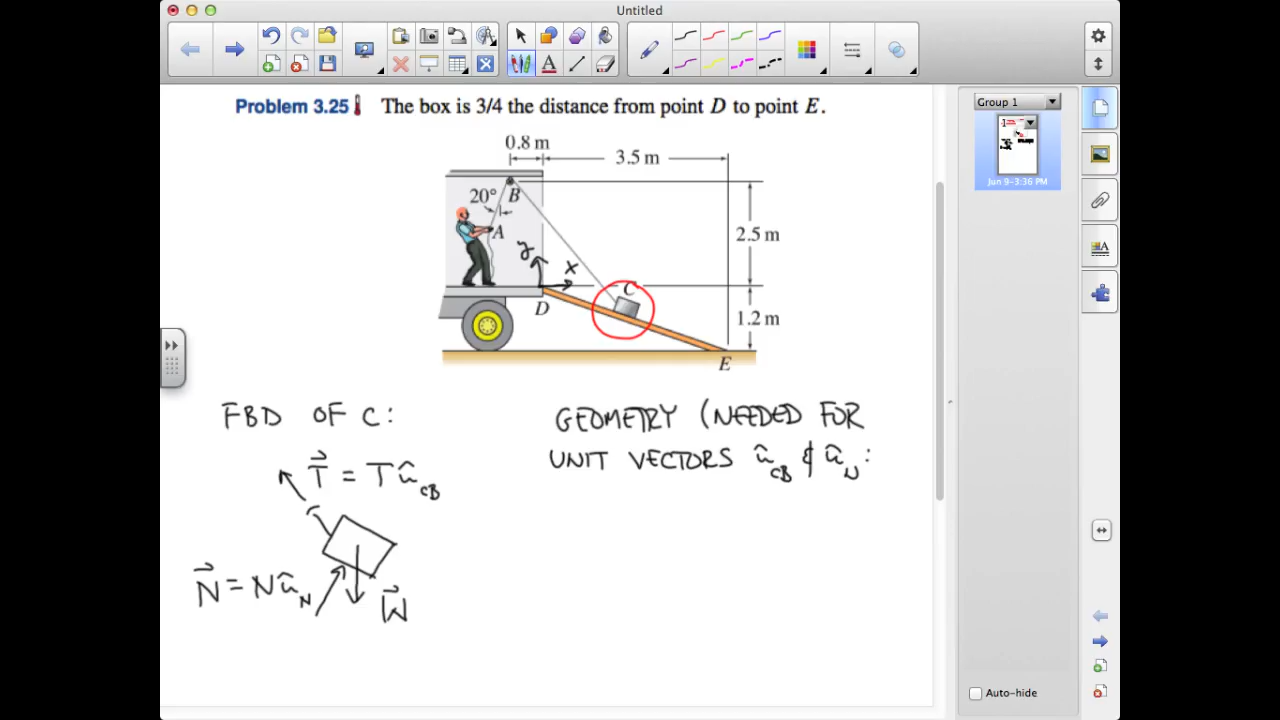 Untitled
Group 1
Jun 9-3:36 PM
Auto-hide
Problem 3.25 The box is 3/4 the distance from point D to point E.
0.8 m
3.5 m
20°
B
A
2.5 m
y
x
C
D
1.2 m
E
FBD OF C:
T⃗ = T û_CB
N⃗ = N û_N
W⃗
GEOMETRY (NEEDED FOR
UNIT VECTORS û_CB & û_N: